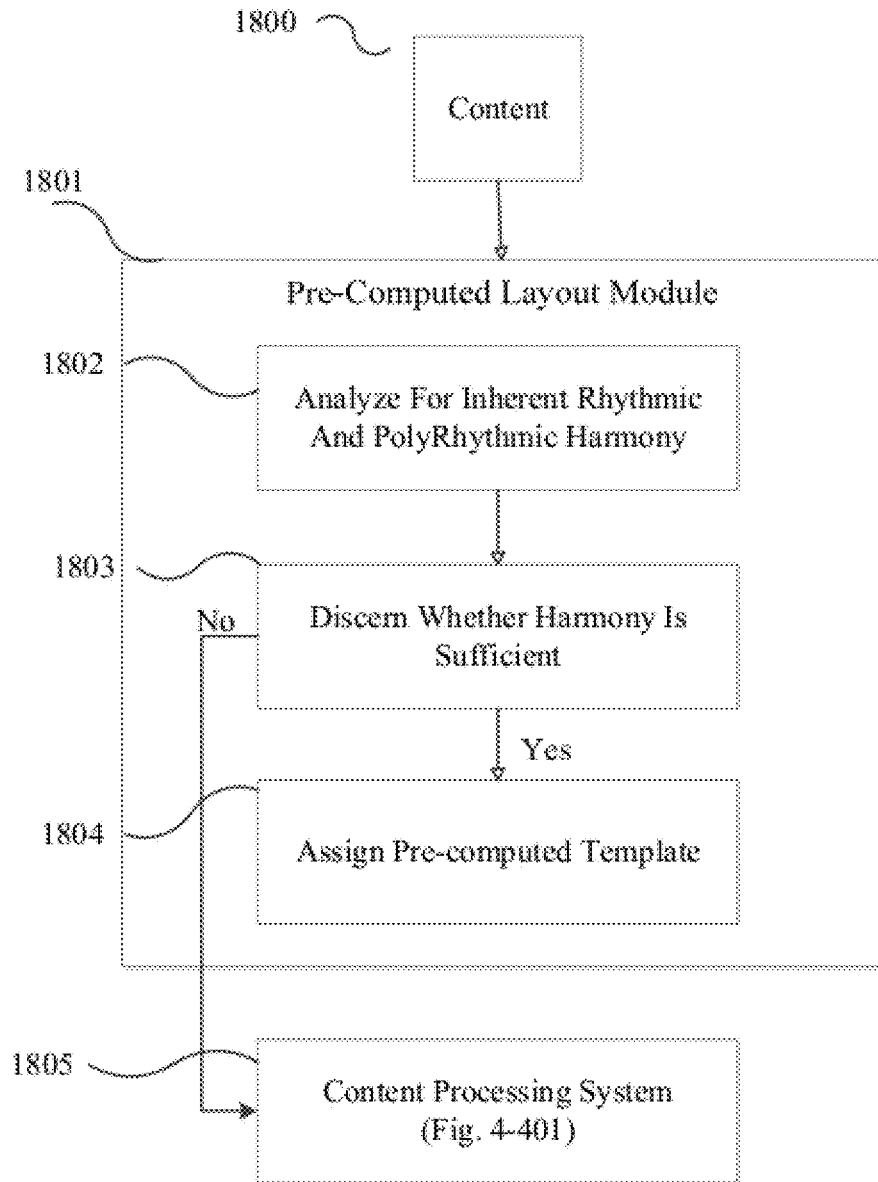 1800
Content
1801
Pre-Computed Layout Module
1802
Analyze For Inherent Rhythmic
And PolyRhythmic Harmony
1803
No
Discern Whether Harmony Is
Sufficient
Yes
1804
Assign Pre-computed Template
1805
Content Processing System
(Fig. 4-401)